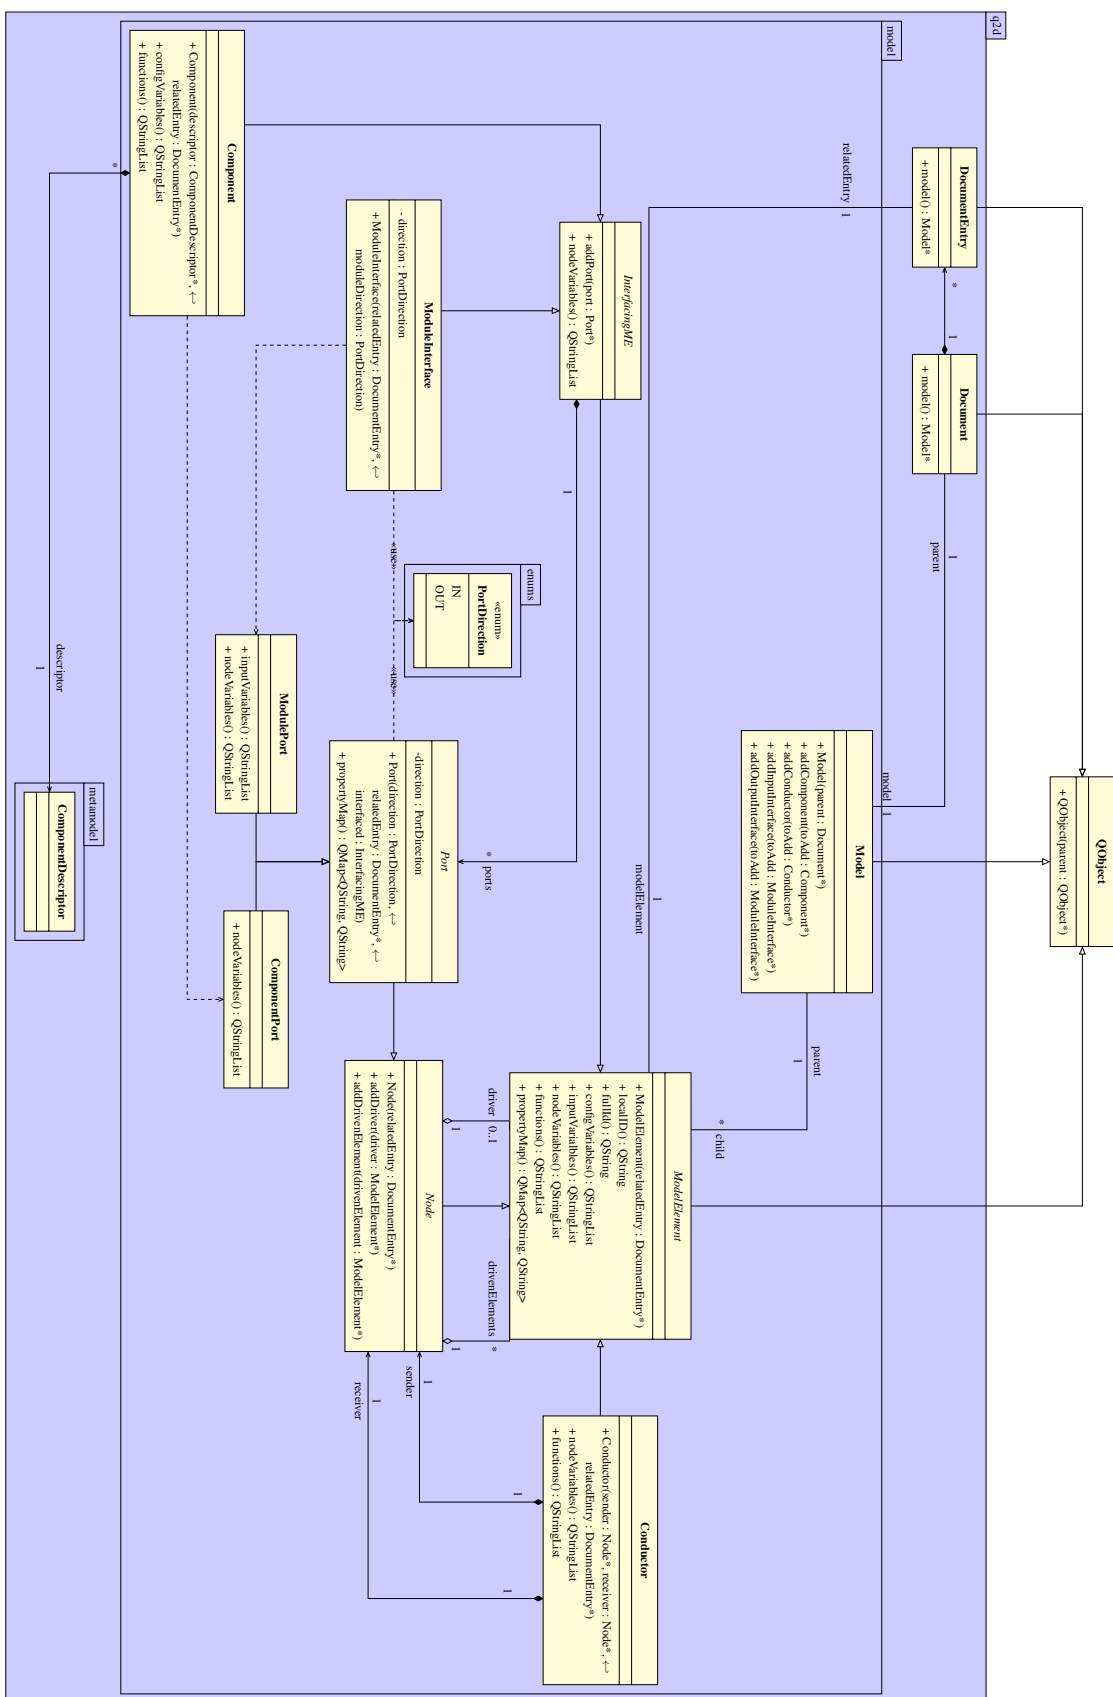 q2d
model
DocumentEntry
+ model() : Model*
Document
+ model() : Model*
QObject
+ QObject(parent : QObject*)
*
1
1
parent
model
1
relatedEntry
1
1
modelElement
Model
+ Model(parent : Document*)
+ addComponent(toAdd : Component*)
+ addConductor(toAdd : Conductor*)
+ addInputInterface(toAdd : ModuleInterface*)
+ addOutputInterface(toAdd : ModuleInterface*)
parent
1
*
child
InterfacingME
+ addPort(port : Port*)
+ nodeVariables() : QStringList
1
*
ports
ModelElement
+ ModelElement(relatedEntry : DocumentEntry*)
+ localID() : QString
+ fullId() : QString
+ configVariables() : QStringList
+ inputVarialbles() : QStringList
+ nodeVariables() : QStringList
+ functions() : QStringList
+ propertyMap() : QMap<QString, QString>
Conductor
+ Conductor(sender : Node*, receiver : Node*, ↩
relatedEntry : DocumentEntry*)
+ nodeVariables() : QStringList
+ functions() : QStringList
driver
0..1
1
drivenElements
*
1
1
sender
1
1
receiver
1
enums
«enum»
PortDirection
IN
OUT
«use»
«use»
ModuleInterface
- direction : PortDirection
+ ModuleInterface(relatedEntry : DocumentEntry*, ↩
moduleDirection : PortDirection)
Port
-direction : PortDirection
+ Port(direction : PortDirection, ↩
relatedEntry : DocumentEntry*, ↩
interfaced : InterfacingME)
+ propertyMap() : QMap<QString, QString>
Node
+ Node(relatedEntry : DocumentEntry*)
+ addDriver(driver : ModelElement*)
+ addDrivenElement(drivenElement : ModelElement*)
Component
+ Component(descriptor : ComponentDescriptor*, ↩
relatedEntry : DocumentEntry*)
+ configVariables() : QStringList
+ functions() : QStringList
ModulePort
+ inputVariables() : QStringList
+ nodeVariables() : QStringList
ComponentPort
+ nodeVariables() : QStringList
*
descriptor
1
metamodel
ComponentDescriptor